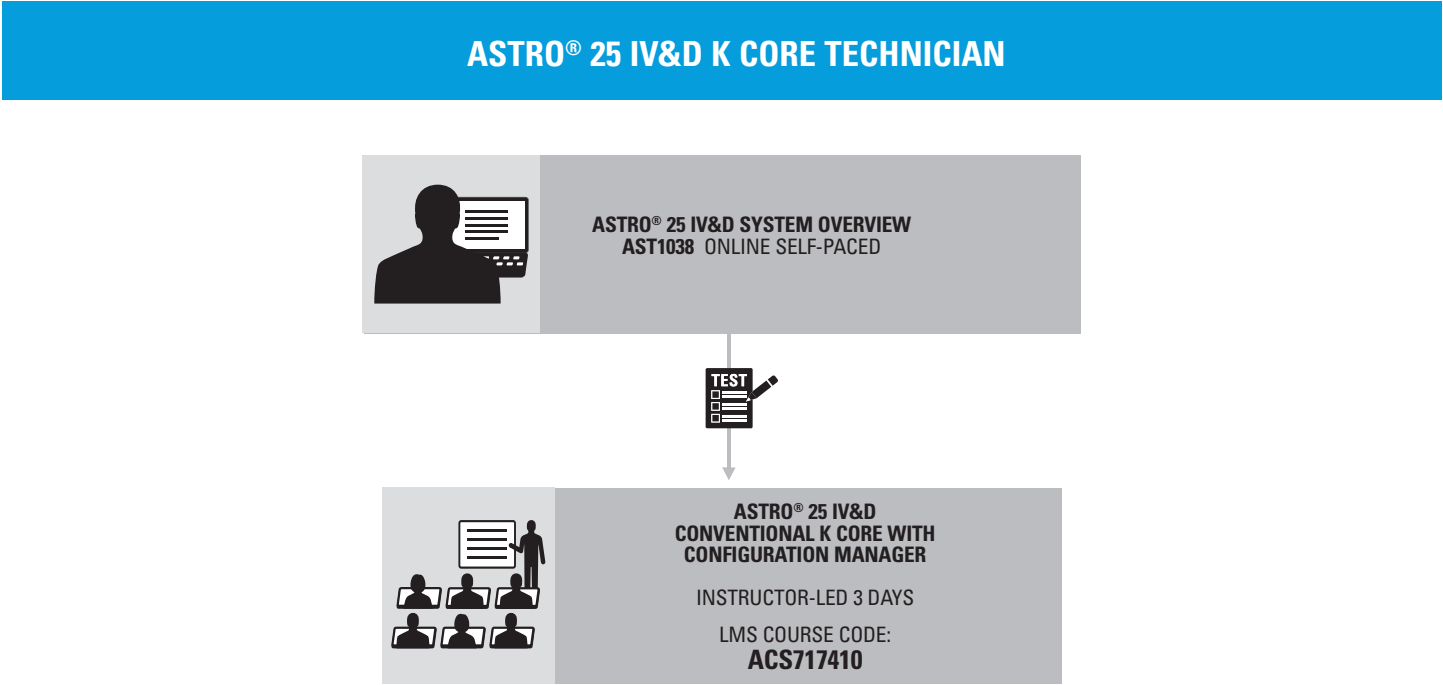 ASTRO® 25 IV&D K CORE TECHNICIAN
ASTRO® 25 IV&D SYSTEM OVERVIEW
AST1038 ONLINE SELF-PACED
TEST
ASTRO® 25 IV&D
CONVENTIONAL K CORE WITH
CONFIGURATION MANAGER
INSTRUCTOR-LED 3 DAYS
LMS COURSE CODE:
ACS717410